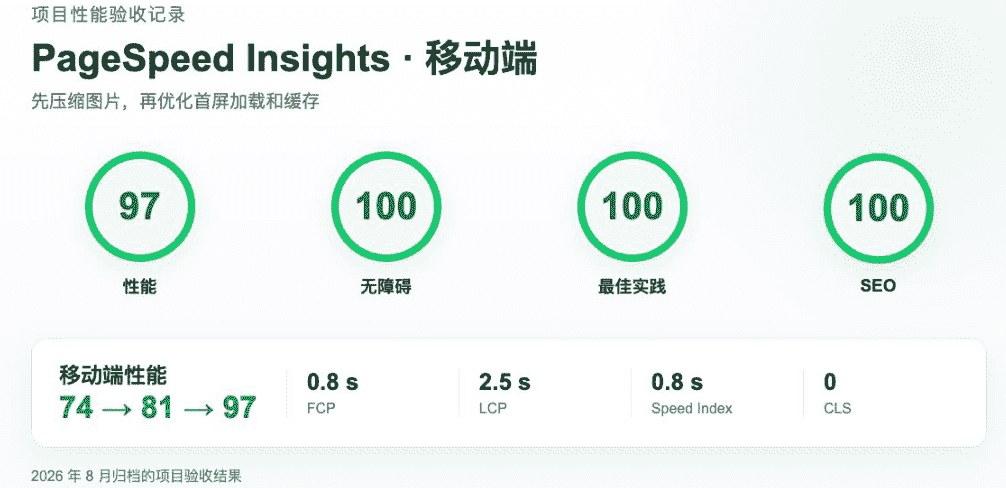 项目性能验收记录
PageSpeed Insights · 移动端
先压缩图片，再优化首屏加载和缓存
97
100
100
100
性能
无障碍
最佳实践
SEO
移动端性能
74 → 81 → 97
0.8 s
FCP
2.5 s
LCP
0.8 s
Speed Index
0
CLS
2026 年 8 月归档的项目验收结果